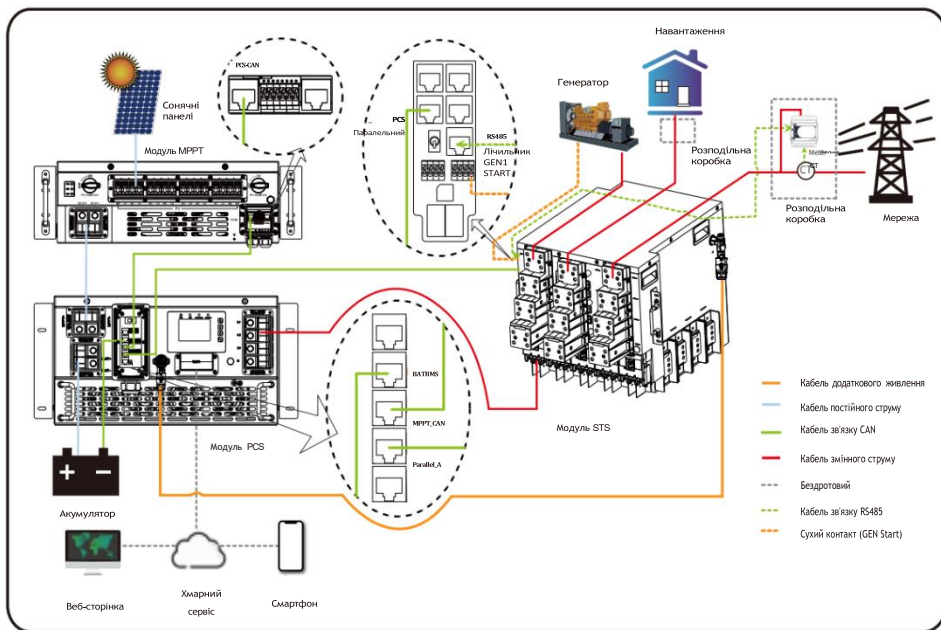 Сонячні
панелі
Модуль MPPT
PCS-CAN
PCS
Паралельний
RS485
Лічильник
GEN1
START
Генератор
Навантаження
Розподільна
коробка
Meter
CT
Розподільна
коробка
Мережа
BATBMS
MPPT_CAN
Parallel_A
Модуль PCS
Модуль STS
+ −
Акумулятор
Веб-сторінка
Хмарний
сервіс
Смартфон
Кабель додаткового живлення
Кабель постійного струму
Кабель зв'язку CAN
Кабель змінного струму
Бездротовий
Кабель зв'язку RS485
Сухий контакт (GEN Start)